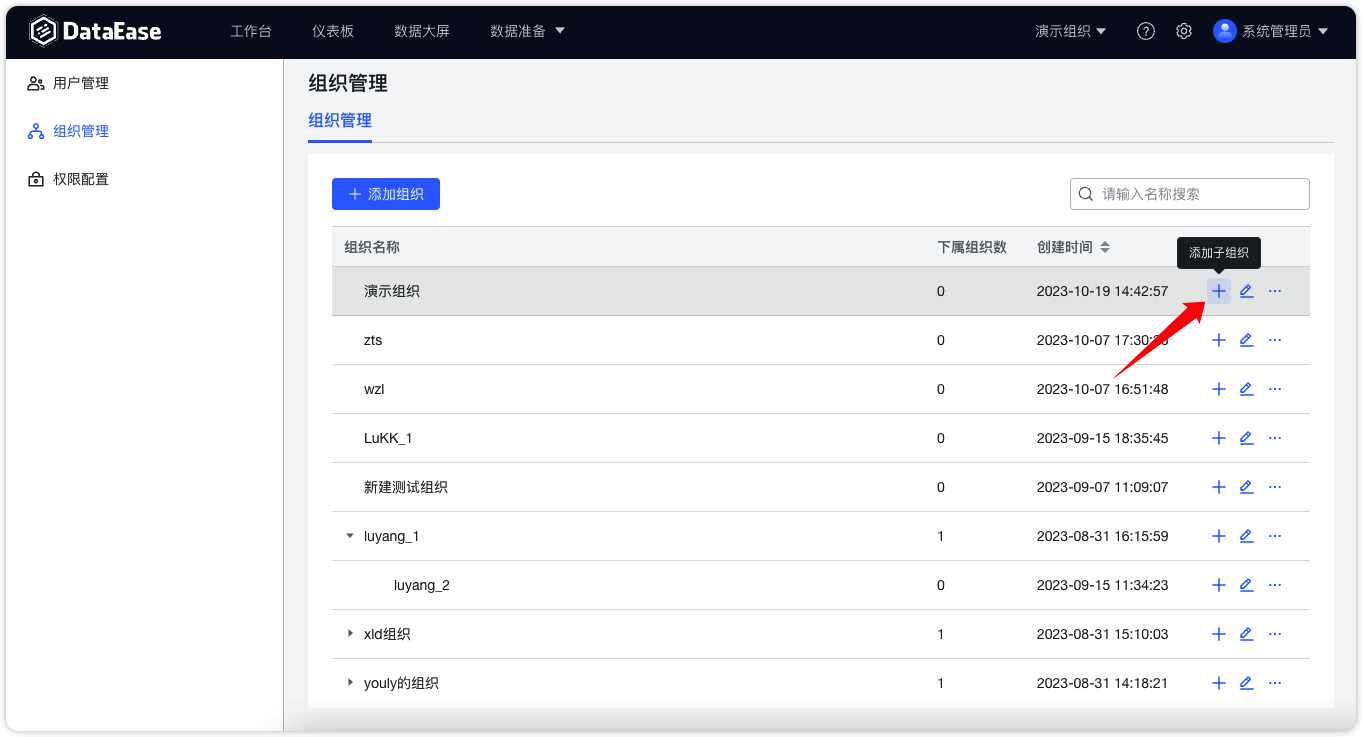 DataEase 工作台 仪表板 数据大屏 数据准备 演示组织 系统管理员
用户管理
组织管理
权限配置
组织管理
组织管理
添加组织 请输入名称搜索
组织名称 下属组织数 创建时间
添加子组织
演示组织 0 2023-10-19 14:42:57
zts 0 2023-10-07 17:30:
wzl 0 2023-10-07 16:51:48
LuKK_1 0 2023-09-15 18:35:45
新建测试组织 0 2023-09-07 11:09:07
luyang_1 1 2023-08-31 16:15:59
luyang_2 0 2023-09-15 11:34:23
xld组织 1 2023-08-31 15:10:03
youly的组织 1 2023-08-31 14:18:21